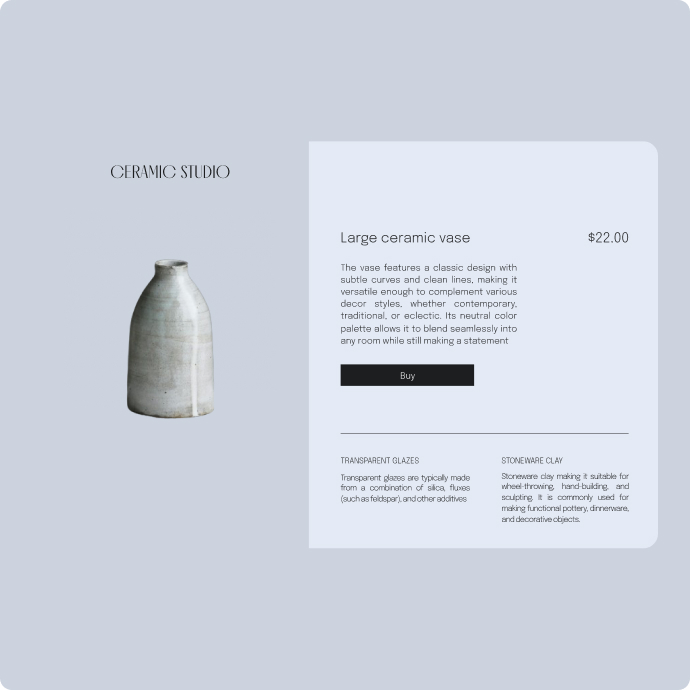 CERAMIC STUDIO
Large ceramic vase
$22.00
The vase features a classic design with
subtle curves and clean lines, making it
versatile enough to complement various
decor styles, whether contemporary,
traditional, or eclectic. Its neutral color
palette allows it to blend seamlessly into
any room while still making a statement
Buy
TRANSPARENT GLAZES
Transparent glazes are typically made
from a combination of silica, fluxes
(such as feldspar), and other additives
STONEWARE CLAY
Stoneware clay making it suitable for
wheel-throwing, hand-building, and
sculpting. It is commonly used for
making functional pottery, dinnerware,
and decorative objects.